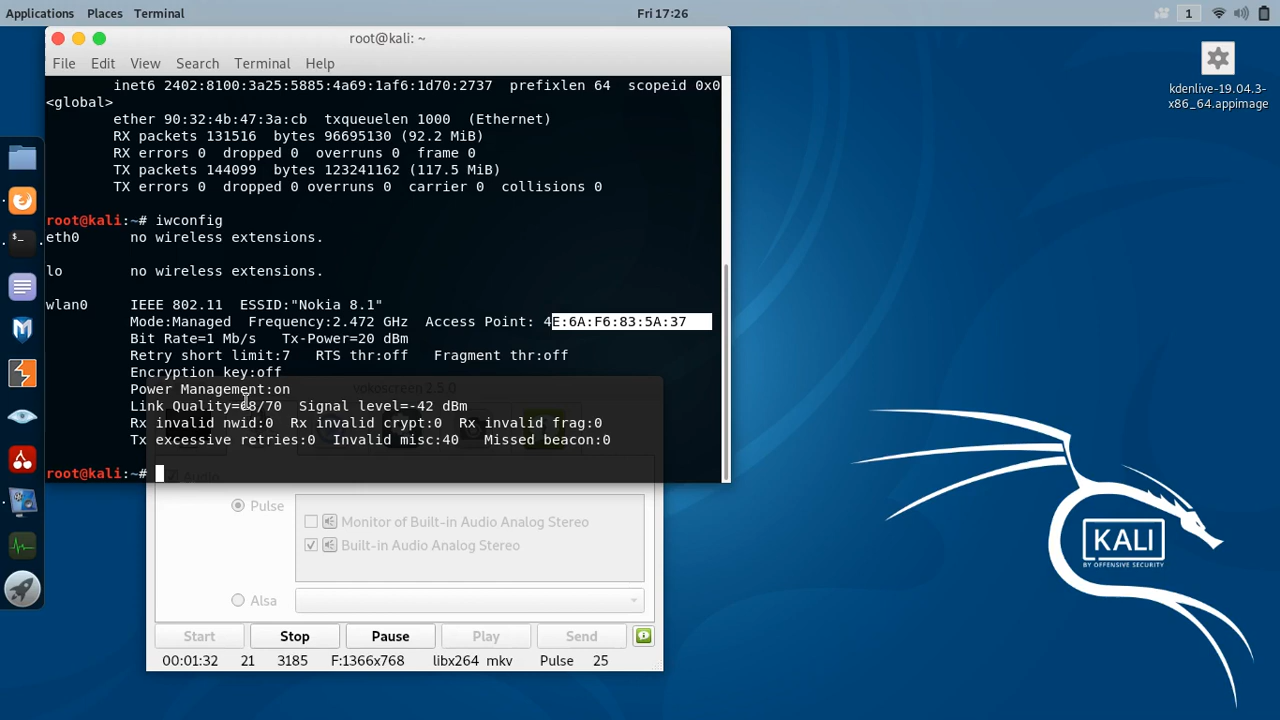 Applications Places Terminal Fri 17:26 1
root@kali: ~
File Edit View Search Terminal Help
inet6 2402:8100:3a25:5885:4a69:1af6:1d70:2737 prefixlen 64 scopeid 0x0
<global>
ether 90:32:4b:47:3a:cb txqueuelen 1000 (Ethernet)
RX packets 131516 bytes 96695130 (92.2 MiB)
RX errors 0 dropped 0 overruns 0 frame 0
TX packets 144099 bytes 123241162 (117.5 MiB)
TX errors 0 dropped 0 overruns 0 carrier 0 collisions 0
root@kali:~# iwconfig
eth0 no wireless extensions.
lo no wireless extensions.
wlan0 IEEE 802.11 ESSID:"Nokia 8.1"
Mode:Managed Frequency:2.472 GHz Access Point: 4E:6A:F6:83:5A:37
Bit Rate=1 Mb/s Tx-Power=20 dBm
Retry short limit:7 RTS thr:off Fragment thr:off
Encryption key:off
Power Management:on
Link Quality=68/70 Signal level=-42 dBm
Rx invalid nwid:0 Rx invalid crypt:0 Rx invalid frag:0
Tx excessive retries:0 Invalid misc:40 Missed beacon:0
root@kali:~#
vokoscreen 2.5.0
Audio
Pulse
Monitor of Built-in Audio Analog Stereo
Built-in Audio Analog Stereo
Alsa
Start Stop Pause Play Send
00:01:32 21 3185 F:1366x768 libx264 mkv Pulse 25
kdenlive-19.04.3-
x86_64.appimage
KALI
BY OFFENSIVE SECURITY